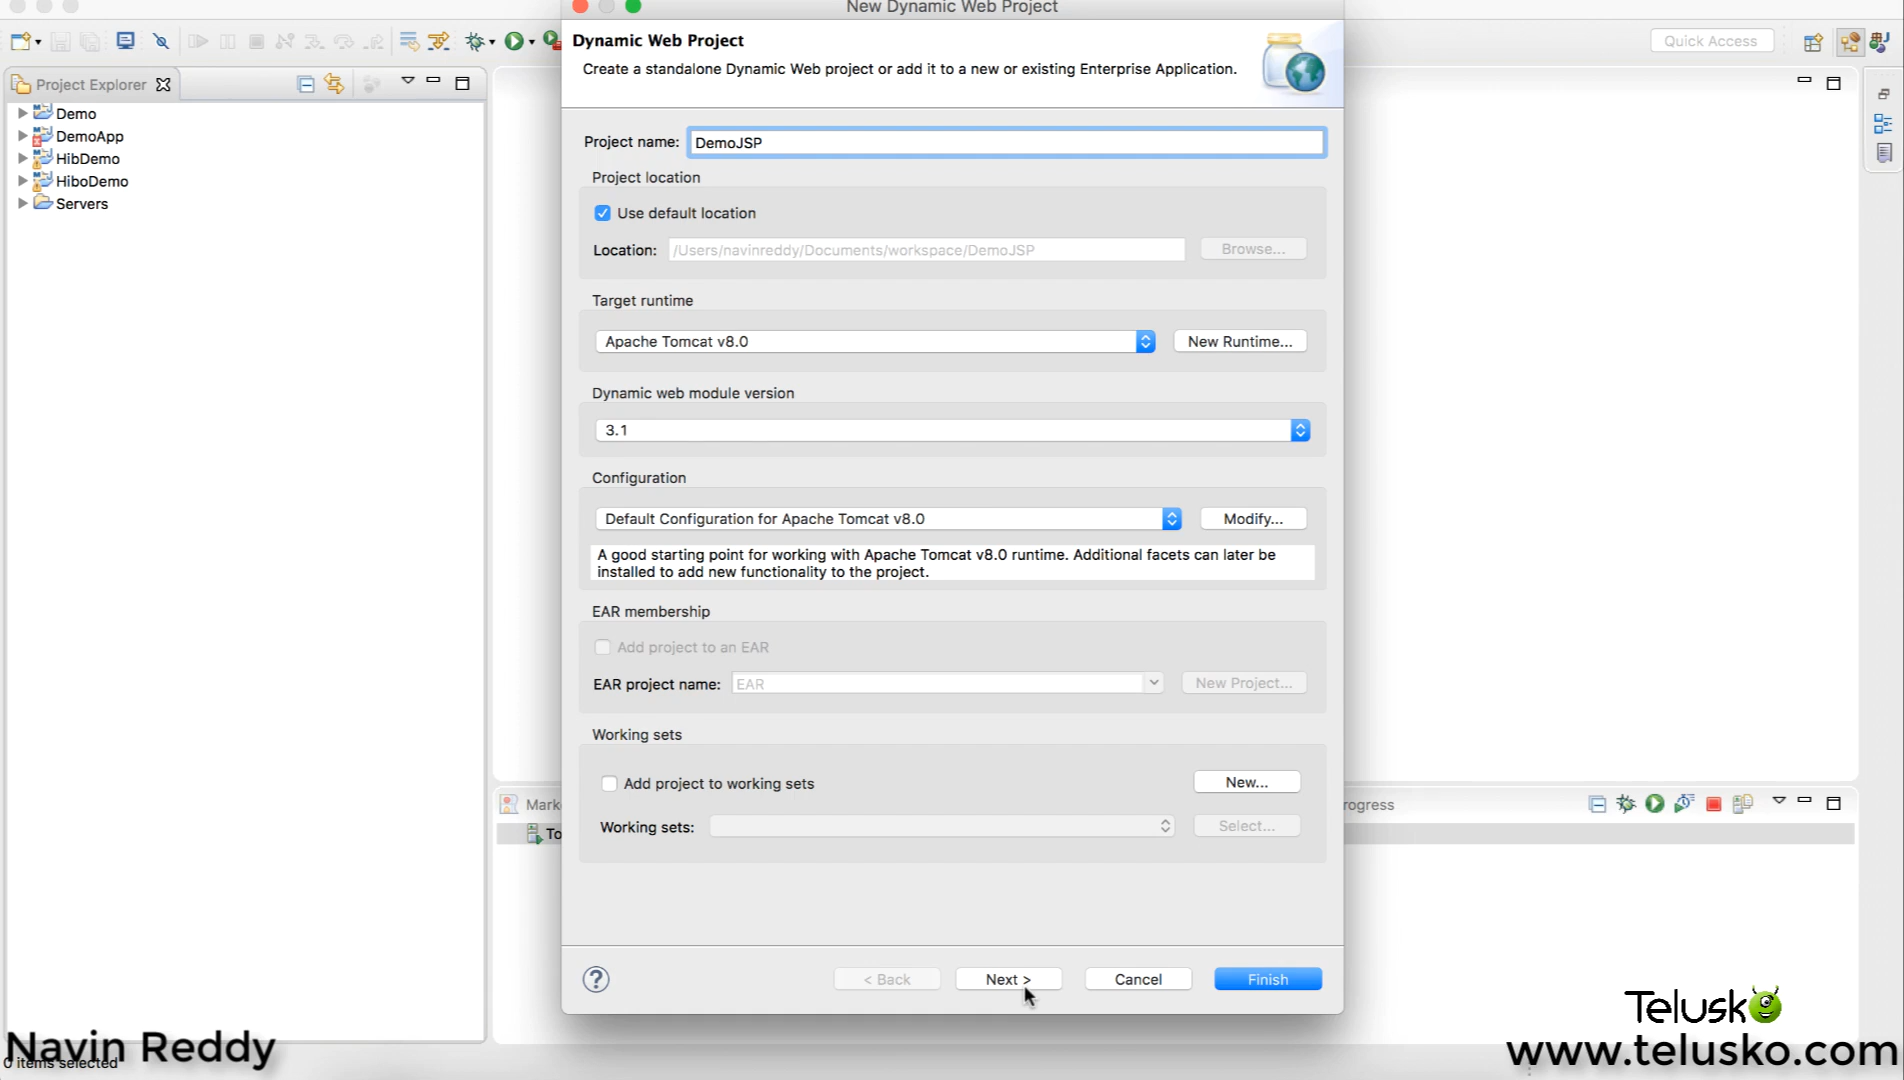 New Dynamic Web Project
Quick Access
Project Explorer
Demo
DemoApp
HibDemo
HiboDemo
Servers
Dynamic Web Project
Create a standalone Dynamic Web project or add it to a new or existing Enterprise Application.
Project name: DemoJSP
Project location
Use default location
Location: /Users/navinreddy/Documents/workspace/DemoJSP Browse...
Target runtime
Apache Tomcat v8.0 New Runtime...
Dynamic web module version
3.1
Configuration
Default Configuration for Apache Tomcat v8.0 Modify...
A good starting point for working with Apache Tomcat v8.0 runtime. Additional facets can later be
installed to add new functionality to the project.
EAR membership
Add project to an EAR
EAR project name: EAR New Project...
Working sets
Add project to working sets New...
Working sets: Select...
Mark
rogress
To
? < Back Next > Cancel Finish
Telusko
www.telusko.com
Navin Reddy
0 items selected